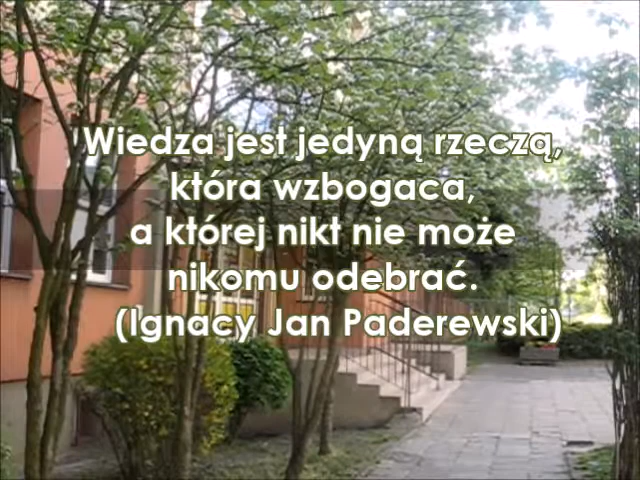 Wiedza jest jedyną rzeczą,
która wzbogaca,
a której nikt nie może
nikomu odebrać.
(Ignacy Jan Paderewski)